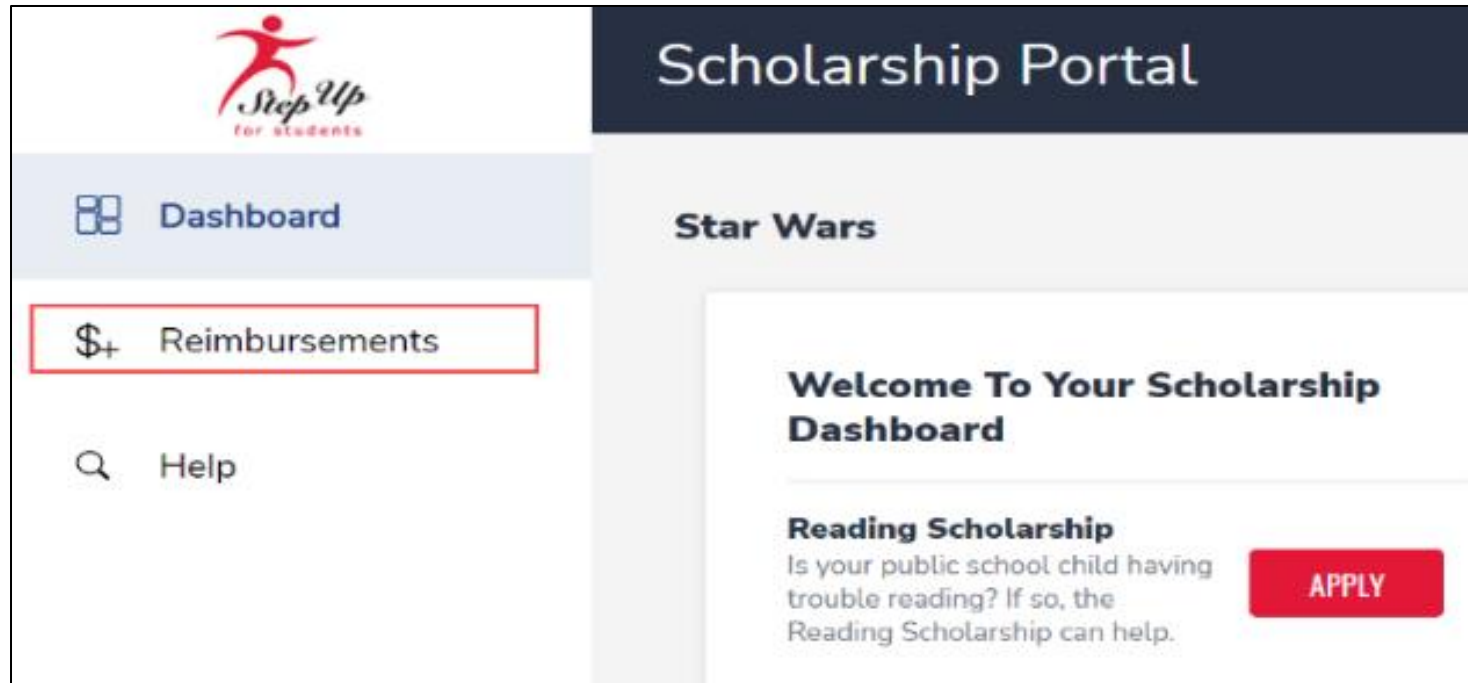 Step Up
for students
Dashboard
$+ Reimbursements
Help
Scholarship Portal
Star Wars
Welcome To Your Scholarship
Dashboard
Reading Scholarship
Is your public school child having
trouble reading? If so, the
Reading Scholarship can help.
APPLY